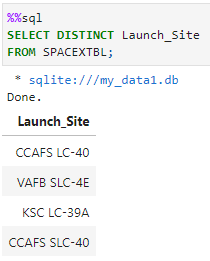 %%sql
SELECT DISTINCT Launch_Site
FROM SPACEXTBL;
* sqlite:///my_data1.db
Done.
Launch_Site
CCAFS LC-40
VAFB SLC-4E
KSC LC-39A
CCAFS SLC-40